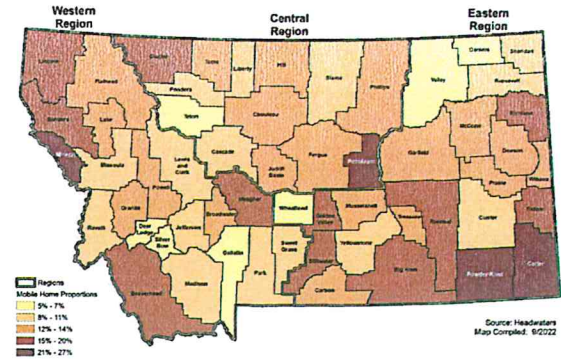 Western
Region
Central
Region
Eastern
Region
Lincoln
Flathead
Glacier
Toole
Liberty
Hill
Blaine
Phillips
Valley
Daniels
Sheridan
Roosevelt
Pondera
Teton
Chouteau
Sanders
Lake
Mineral
Missoula
Lewis
and
Clark
Cascade
Judith
Basin
Fergus
Petroleum
Garfield
McCone
Richland
Dawson
Prairie
Wibaux
Powell
Granite
Ravalli
Deer
Lodge
Silver
Bow
Jefferson
Broadwater
Meagher
Wheatland
Golden
Valley
Musselshell
Treasure
Rosebud
Custer
Fallon
Beaverhead
Madison
Gallatin
Park
Sweet
Grass
Stillwater
Yellowstone
Carbon
Big Horn
Powder River
Carter
Regions
Mobile Home Proportions
5% - 7%
8% - 11%
12% - 14%
15% - 20%
21% - 27%
Source: Headwaters
Map Compiled: 9/2022